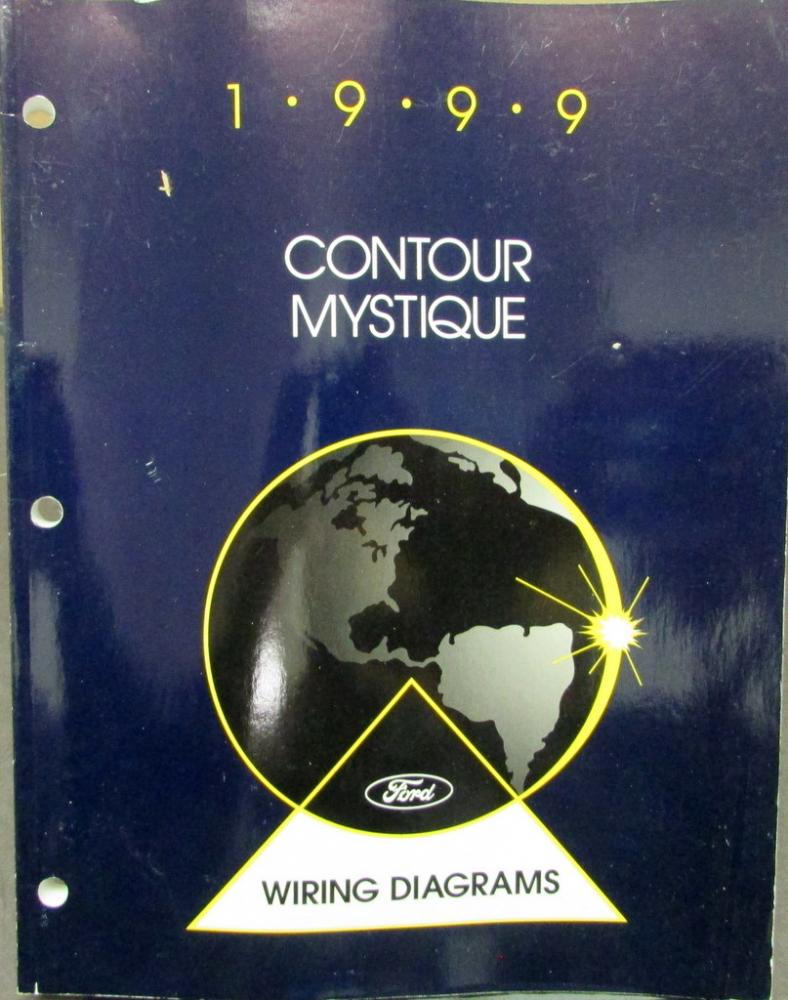 1·9·9·9
CONTOUR
MYSTIQUE
Ford
WIRING DIAGRAMS